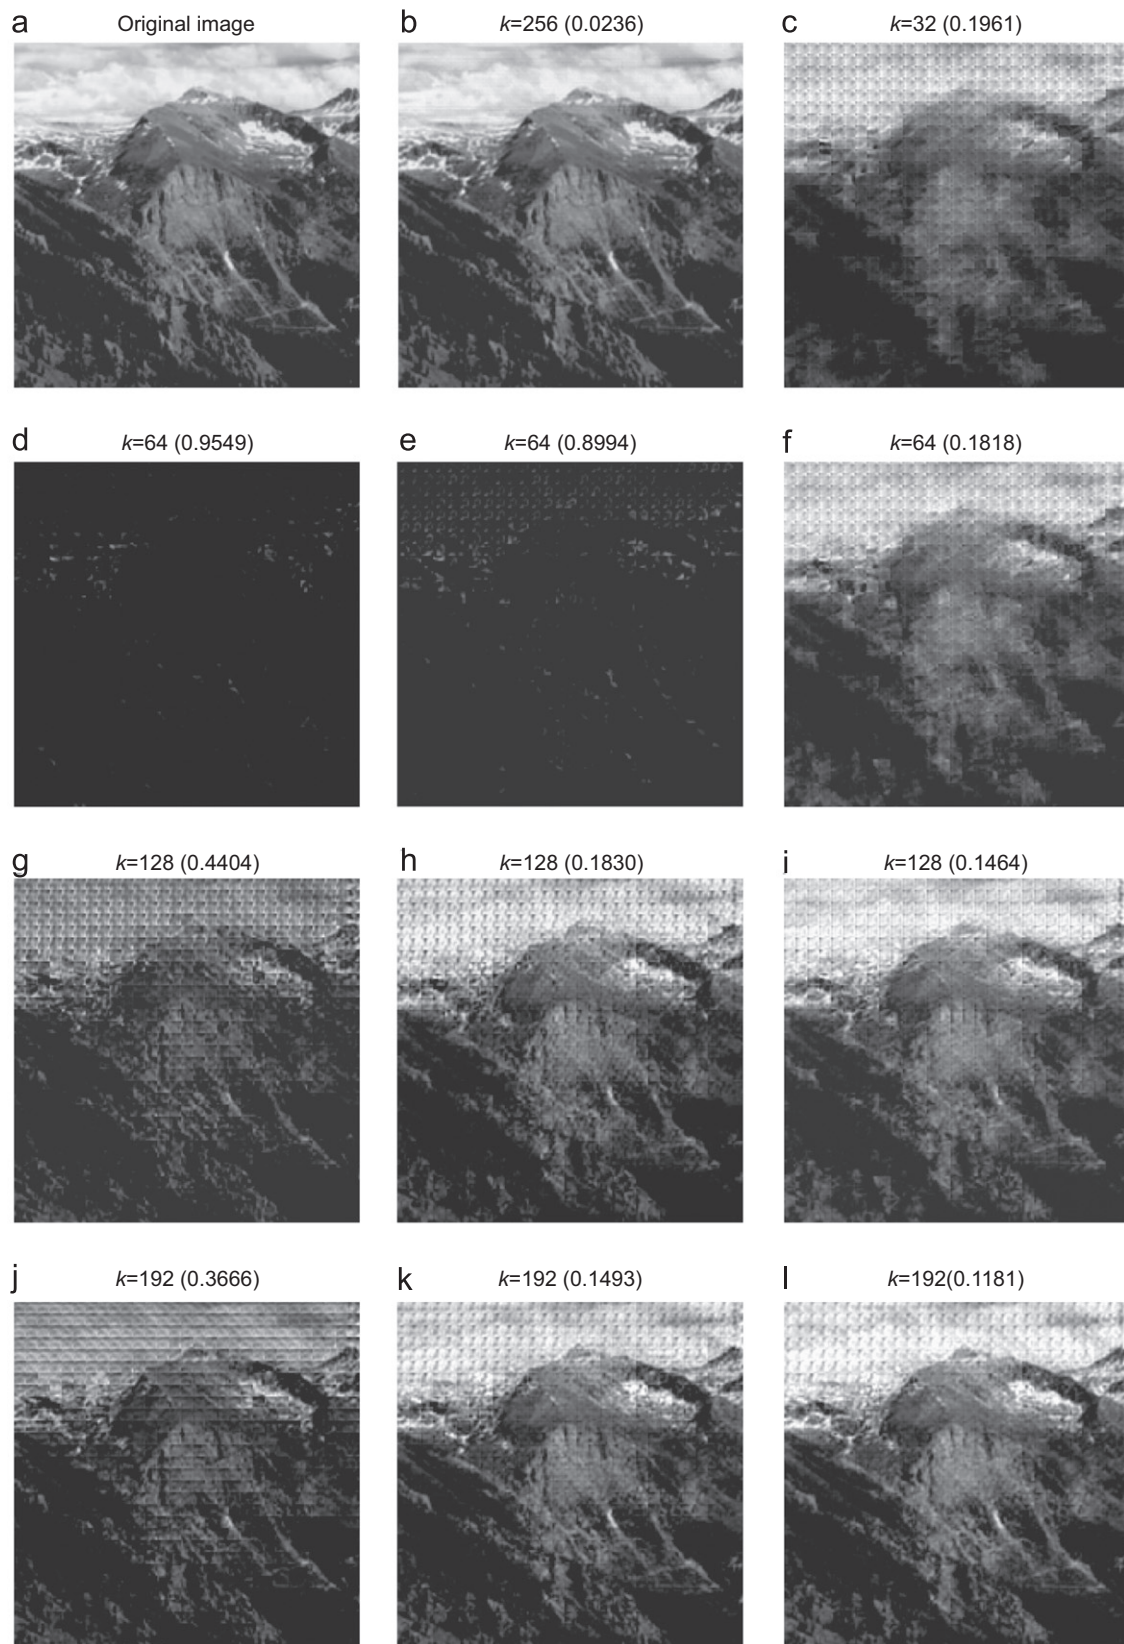 a Original image
b k=256 (0.0236)
c k=32 (0.1961)
d k=64 (0.9549)
e k=64 (0.8994)
f k=64 (0.1818)
g k=128 (0.4404)
h k=128 (0.1830)
i k=128 (0.1464)
j k=192 (0.3666)
k k=192 (0.1493)
l k=192(0.1181)